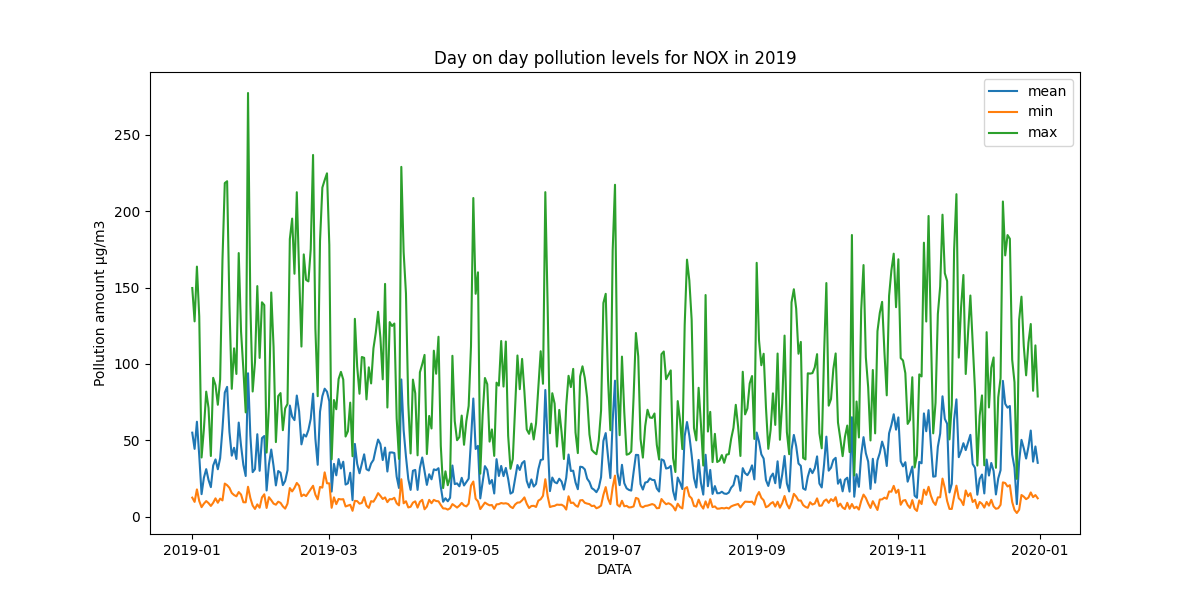 Day on day pollution levels for NOX in 2019
mean
min
max
Pollution amount µg/m3
250
200
150
100
50
0
2019-01
2019-03
2019-05
2019-07
2019-09
2019-11
2020-01
DATA